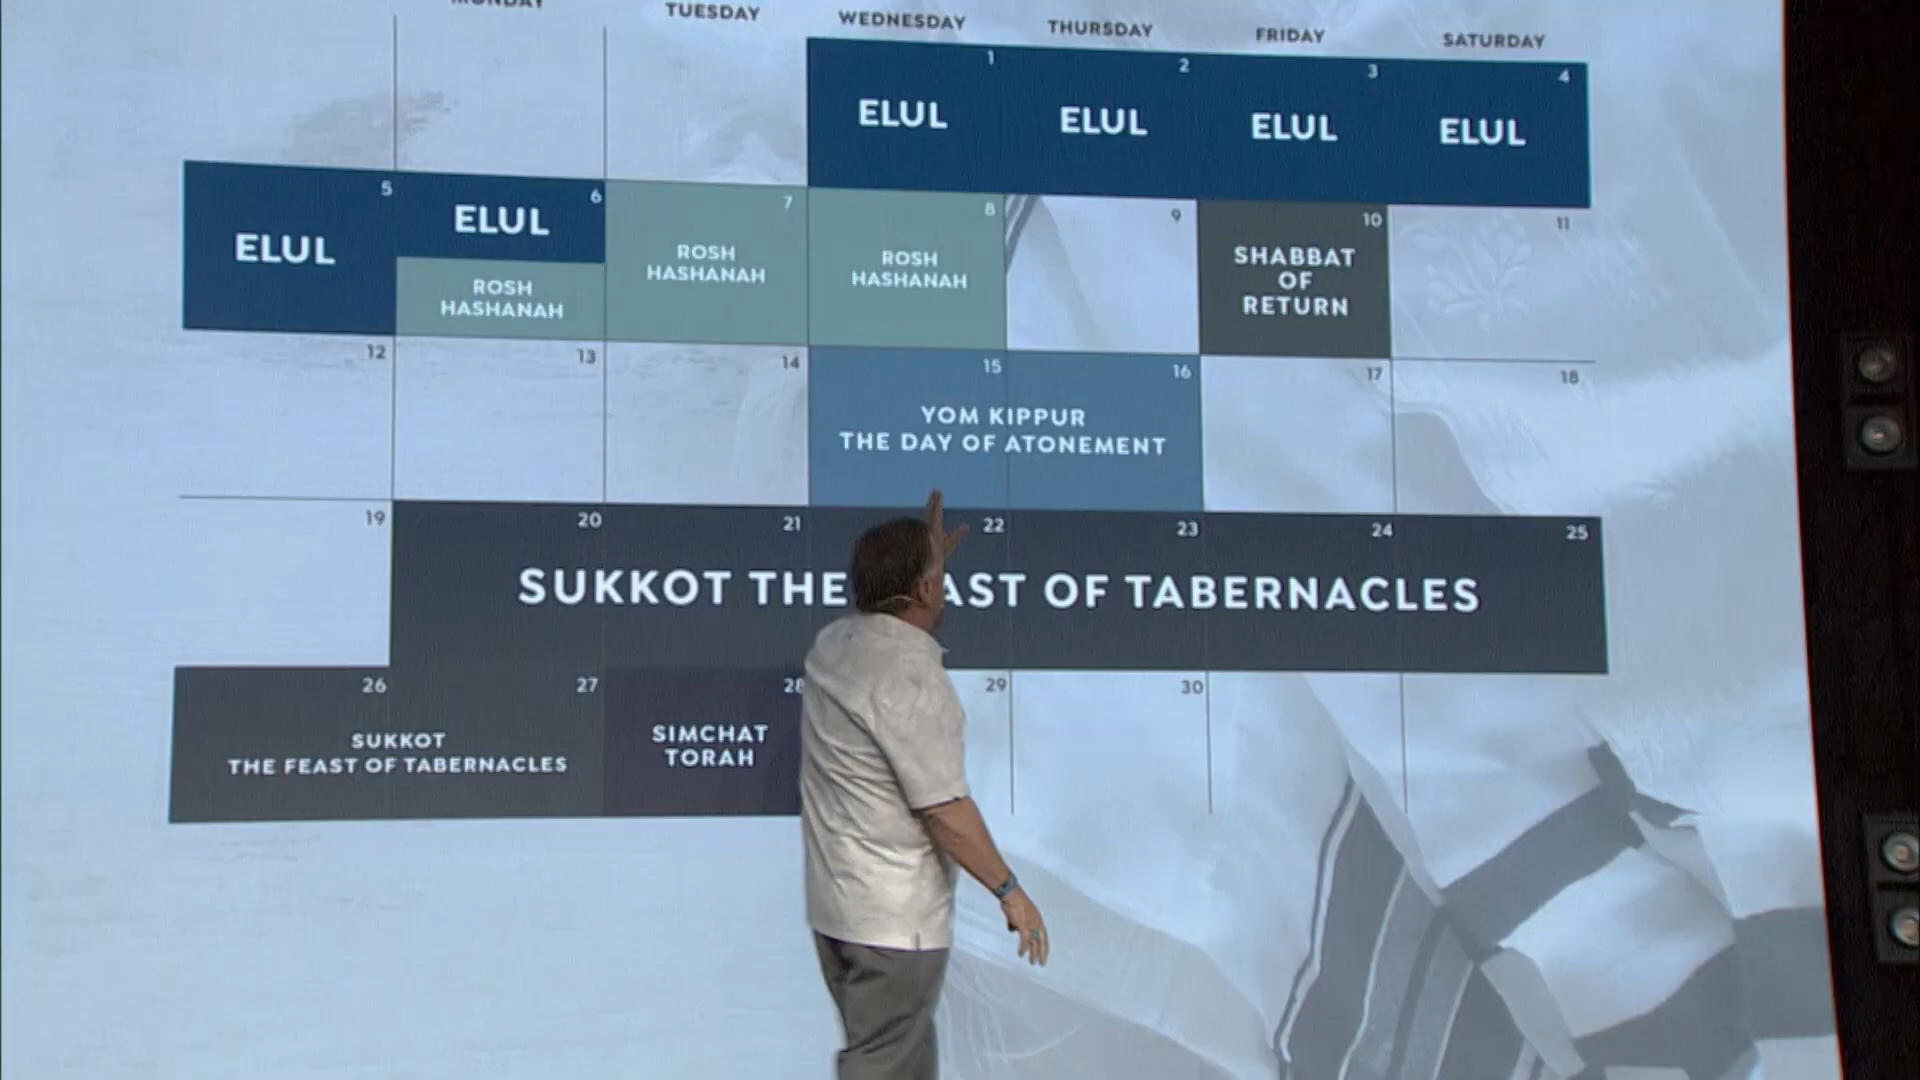 MONDAY
TUESDAY
WEDNESDAY
THURSDAY
FRIDAY
SATURDAY
1
ELUL
2
ELUL
3
ELUL
4
ELUL
5
ELUL
6
ELUL
ROSH
HASHANAH
7
ROSH
HASHANAH
8
ROSH
HASHANAH
9
10
SHABBAT
OF
RETURN
11
12
13
14
15
16
YOM KIPPUR
THE DAY OF ATONEMENT
17
18
19
20
21
22
23
24
25
SUKKOT THE AST OF TABERNACLES
26
27
SUKKOT
THE FEAST OF TABERNACLES
28
SIMCHAT
TORAH
29
30